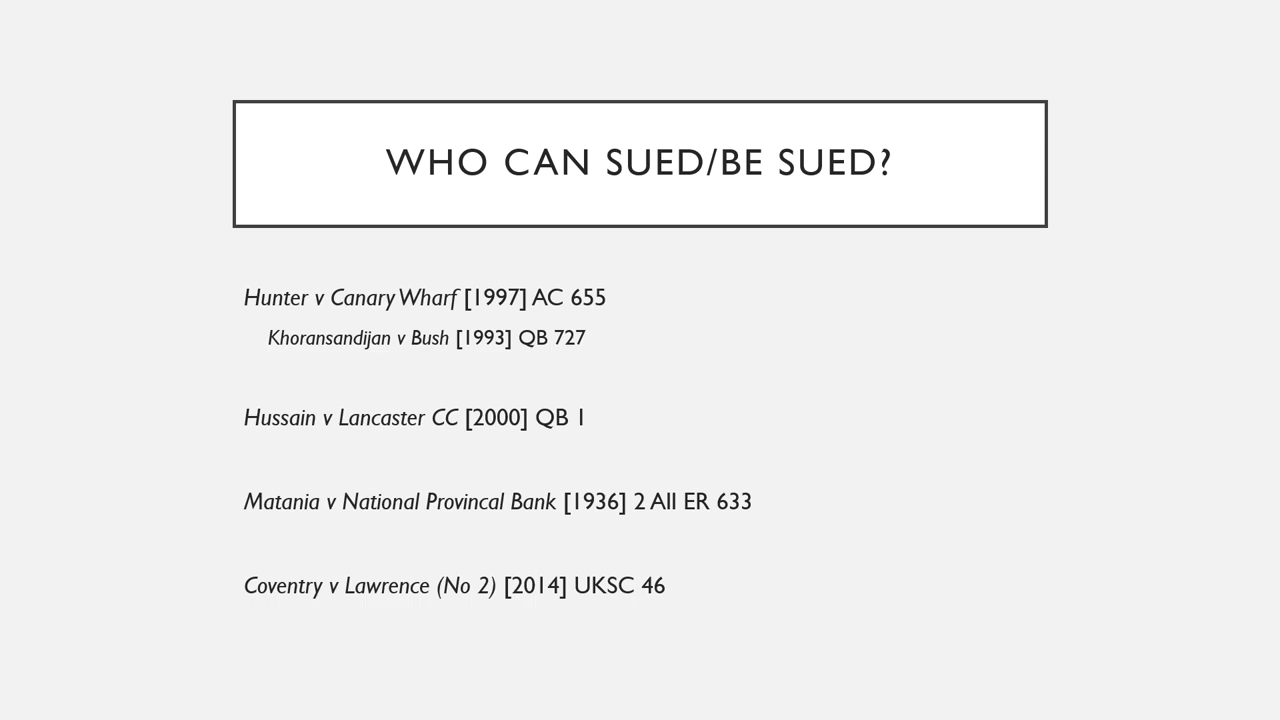 WHO CAN SUED/BE SUED?
Hunter v Canary Wharf [1997] AC 655
Khoransandijan v Bush [1993] QB 727
Hussain v Lancaster CC [2000] QB 1
Matania v National Provincal Bank [1936] 2 All ER 633
Coventry v Lawrence (No 2) [2014] UKSC 46